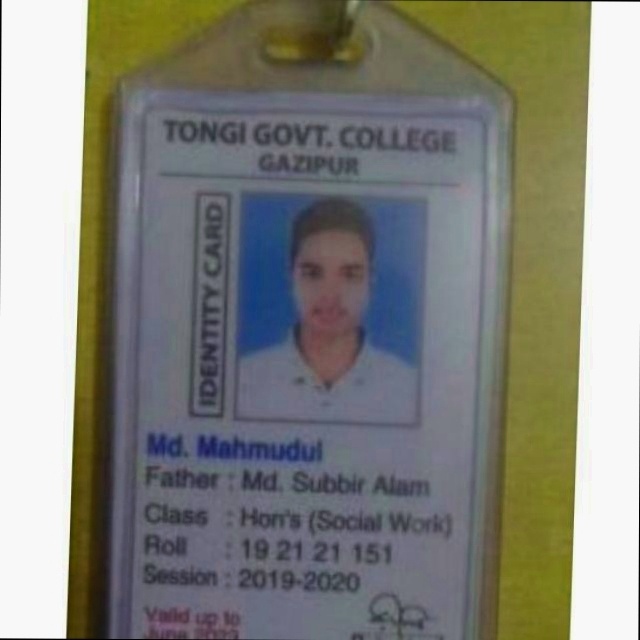 TONGI GOVT. COLLEGE
GAZIPUR
IDENTITY CARD
Md. Mahmudul
Father : Md. Subbir Alam
Class : Hon's (Social Work)
Roll : 19 21 21 151
Session : 2019-2020
Valid up to
June 2023